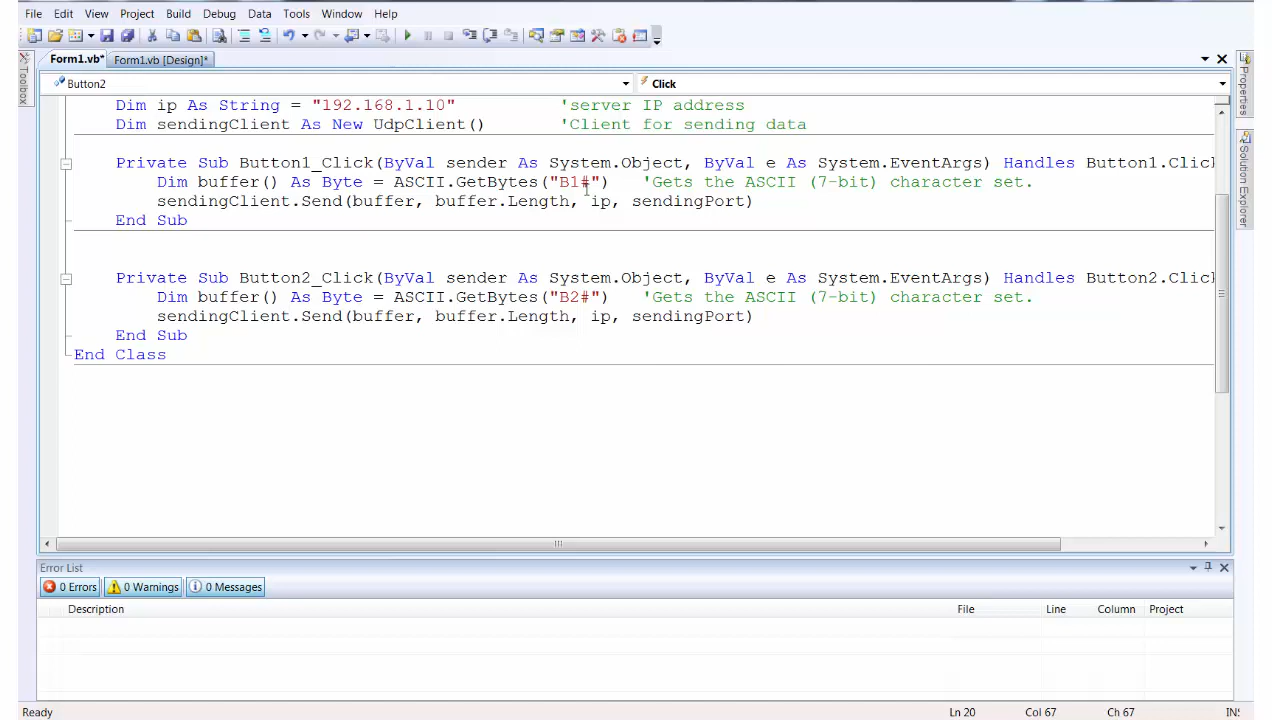 File Edit View Project Build Debug Data Tools Window Help
Form1.vb* Form1.vb [Design]*
Toolbox
Button2 Click
Properties
Solution Explorer
Dim ip As String = "192.168.1.10" 'server IP address
Dim sendingClient As New UdpClient() 'Client for sending data
Private Sub Button1_Click(ByVal sender As System.Object, ByVal e As System.EventArgs) Handles Button1.Click
Dim buffer() As Byte = ASCII.GetBytes("B1#") 'Gets the ASCII (7-bit) character set.
sendingClient.Send(buffer, buffer.Length, ip, sendingPort)
End Sub
Private Sub Button2_Click(ByVal sender As System.Object, ByVal e As System.EventArgs) Handles Button2.Click
Dim buffer() As Byte = ASCII.GetBytes("B2#") 'Gets the ASCII (7-bit) character set.
sendingClient.Send(buffer, buffer.Length, ip, sendingPort)
End Sub
End Class
Error List
0 Errors 0 Warnings 0 Messages
Description File Line Column Project
Ready Ln 20 Col 67 Ch 67 INS